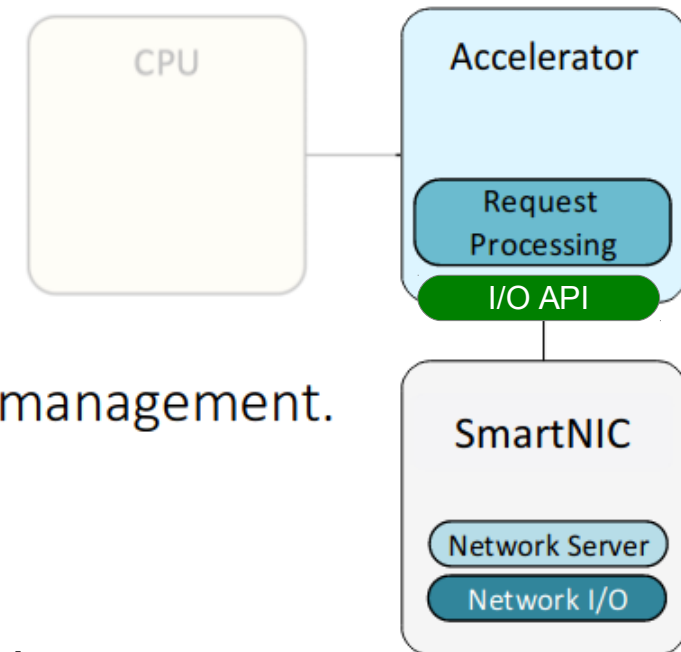 CPU
Accelerator
Request
Processing
I/O API
management.
SmartNIC
Network Server
Network I/O